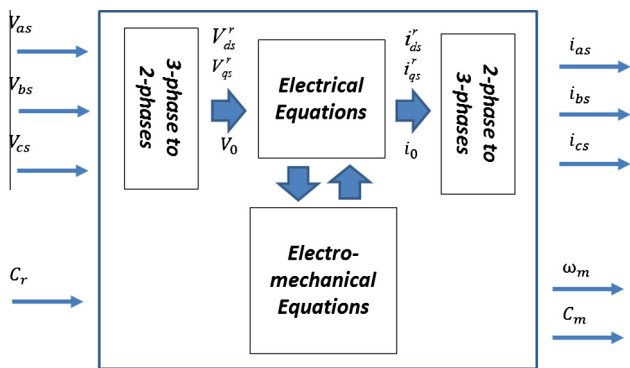 V_as
V_bs
V_cs
C_r
3-phase to
2-phases
V^r_ds
V^r_qs
V_0
Electrical
Equations
i^r_ds
i^r_qs
i_0
2-phase to
3-phases
Electro-
mechanical
Equations
i_as
i_bs
i_cs
ω_m
C_m